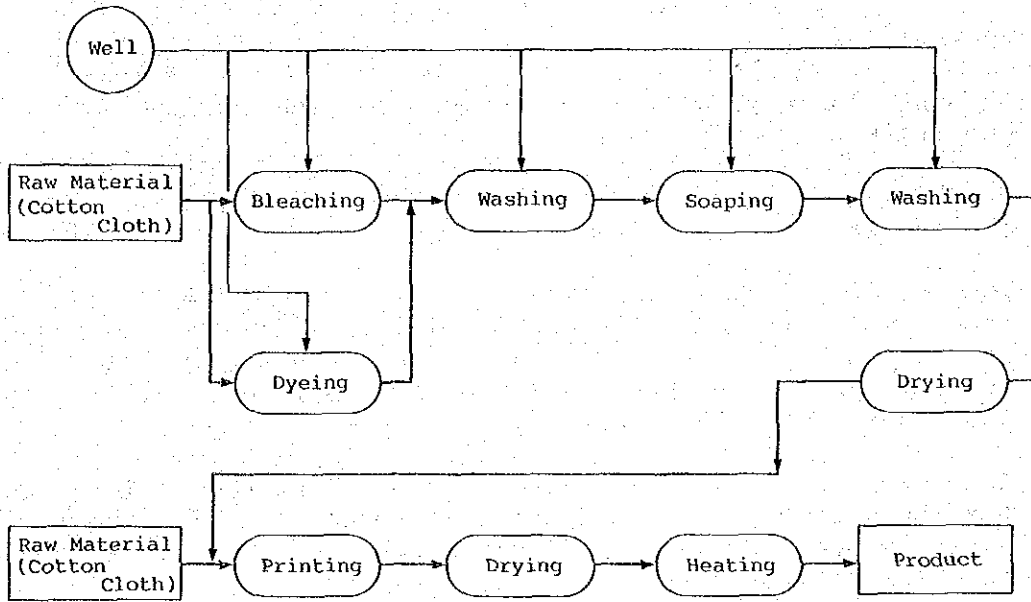 Well
Raw Material
(Cotton
Cloth)
Bleaching
Washing
Soaping
Washing
Dyeing
Drying
Raw Material
(Cotton
Cloth)
Printing
Drying
Heating
Product